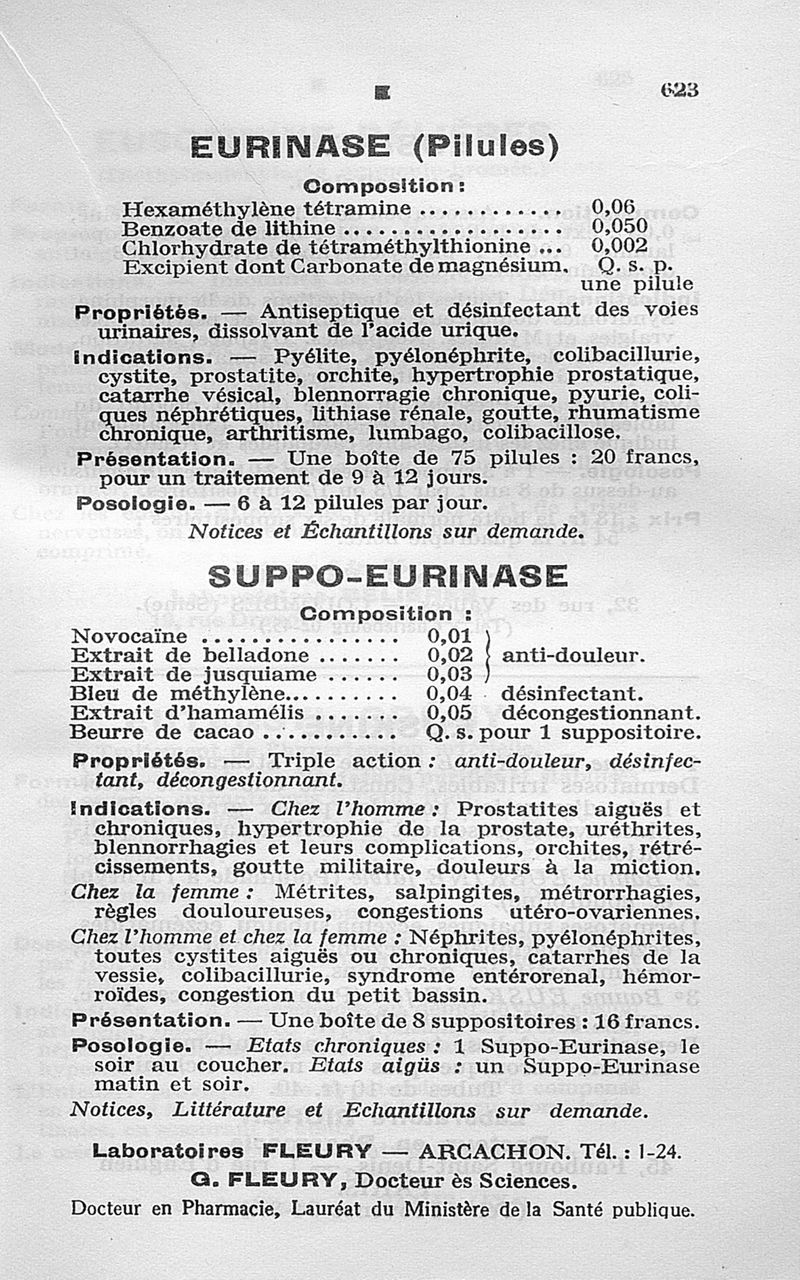 E 623
EURINASE (Pilules)
Composition :
Hexaméthylène tétramine ............ 0,06
Benzoate de lithine .................. 0,050
Chlorhydrate de tétraméthylthionine ... 0,002
Excipient dont Carbonate de magnésium. Q. s. p.
une pilule
Propriétés. — Antiseptique et désinfectant des voies
urinaires, dissolvant de l'acide urique.
Indications. — Pyélite, pyélonéphrite, colibacillurie,
cystite, prostatite, orchite, hypertrophie prostatique,
catarrhe vésical, blennorragie chronique, pyurie, coli-
ques néphrétiques, lithiase rénale, goutte, rhumatisme
chronique, arthritisme, lumbago, colibacillose.
Présentation. — Une boîte de 75 pilules : 20 francs,
pour un traitement de 9 à 12 jours.
Posologie. — 6 à 12 pilules par jour.
Notices et Échantillons sur demande.
SUPPO-EURINASE
Composition :
Novocaïne ................. 0,01
Extrait de belladone ....... 0,02 } anti-douleur.
Extrait de jusquiame ...... 0,03
Bleu de méthylène.......... 0,04 désinfectant.
Extrait d'hamamélis ....... 0,05 décongestionnant.
Beurre de cacao ........... Q. s. pour 1 suppositoire.
Propriétés. — Triple action : anti-douleur, désinfec-
tant, décongestionnant.
Indications. — Chez l'homme : Prostatites aiguës et
chroniques, hypertrophie de la prostate, uréthrites,
blennorrhagies et leurs complications, orchites, rétré-
cissements, goutte militaire, douleurs à la miction.
Chez la femme : Métrites, salpingites, métrorrhagies,
règles douloureuses, congestions utéro-ovariennes.
Chez l'homme et chez la femme : Néphrites, pyélonéphrites,
toutes cystites aiguës ou chroniques, catarrhes de la
vessie, colibacillurie, syndrome entérorenal, hémor-
roïdes, congestion du petit bassin.
Présentation. — Une boîte de 8 suppositoires : 16 francs.
Posologie. — Etats chroniques : 1 Suppo-Eurinase, le
soir au coucher. Etats aigüs : un Suppo-Eurinase
matin et soir.
Notices, Littérature et Echantillons sur demande.
Laboratoires FLEURY — ARCACHON. Tél. : 1-24.
G. FLEURY, Docteur ès Sciences.
Docteur en Pharmacie, Lauréat du Ministère de la Santé publique.